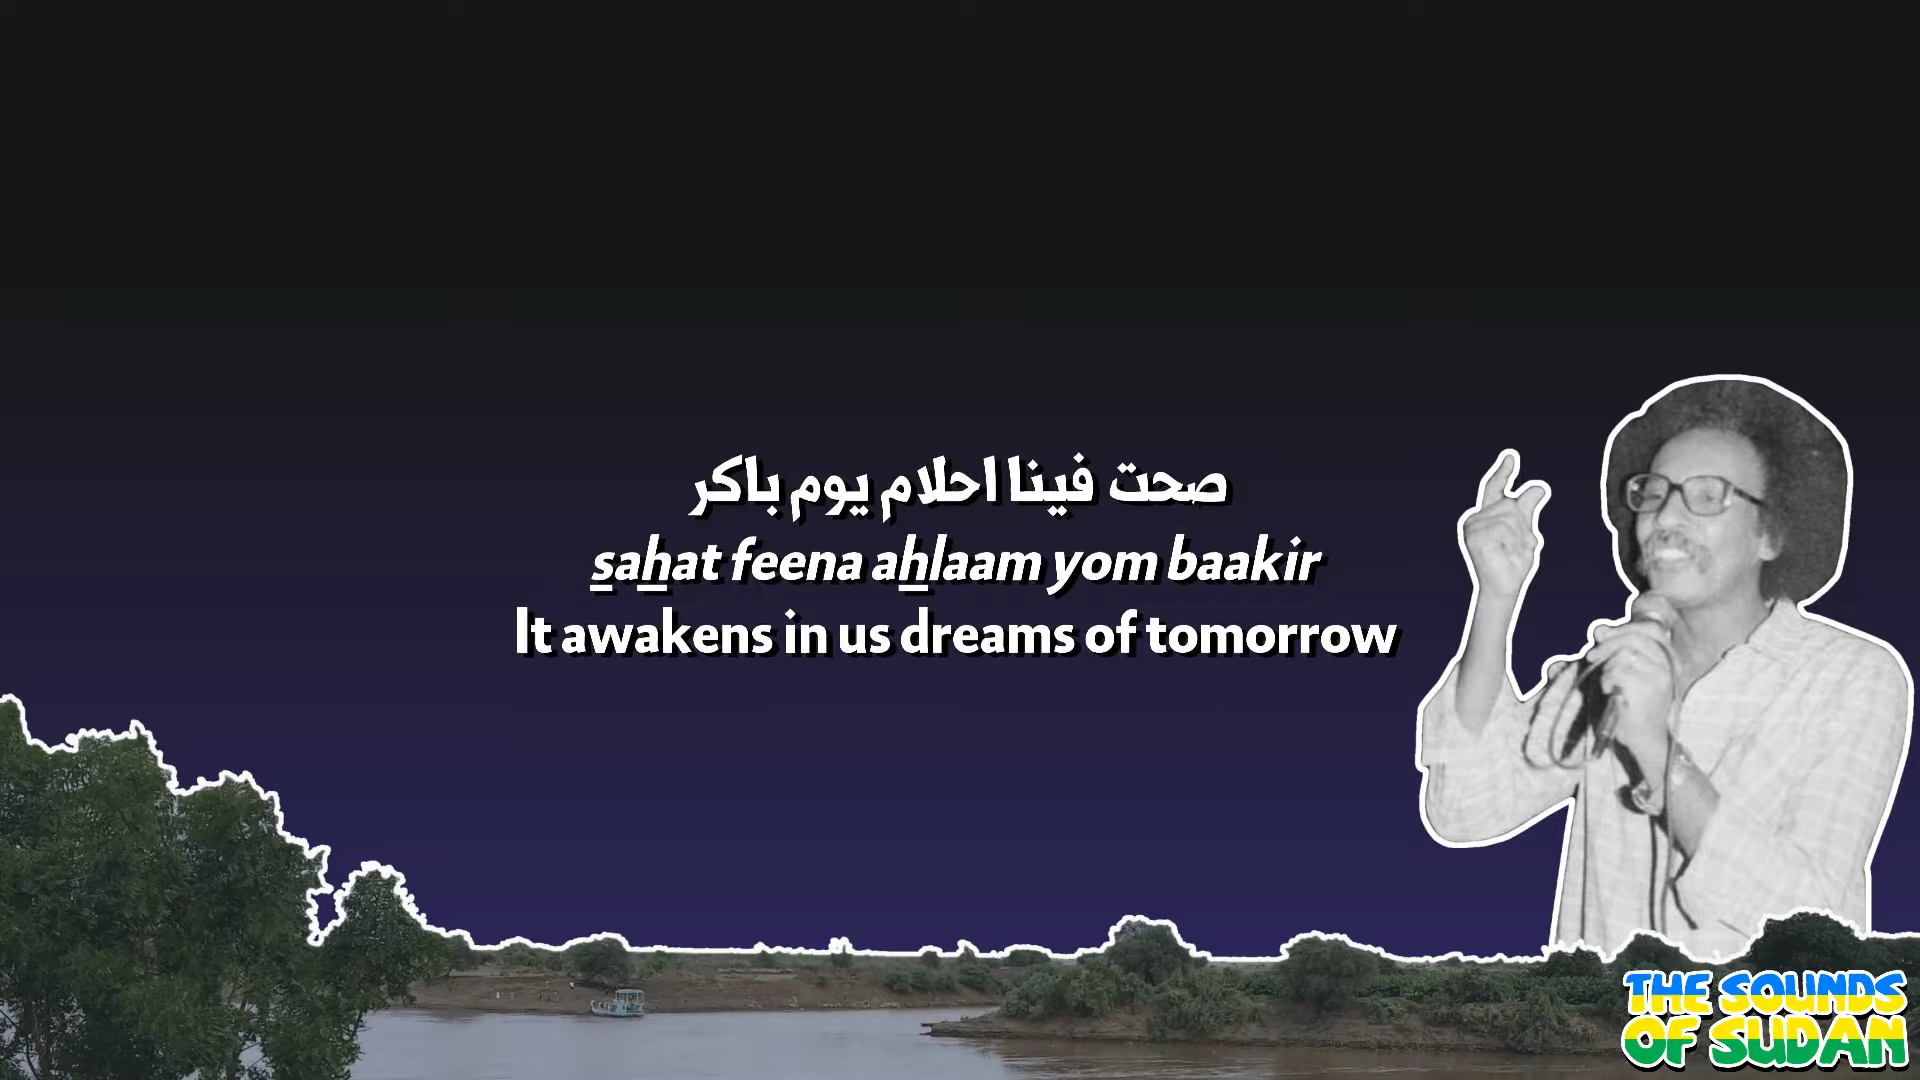 صحت فينا احلام يوم باكر
sahat feena ahlaam yom baakir
It awakens in us dreams of tomorrow
THE SOUNDS
OF SUDAN